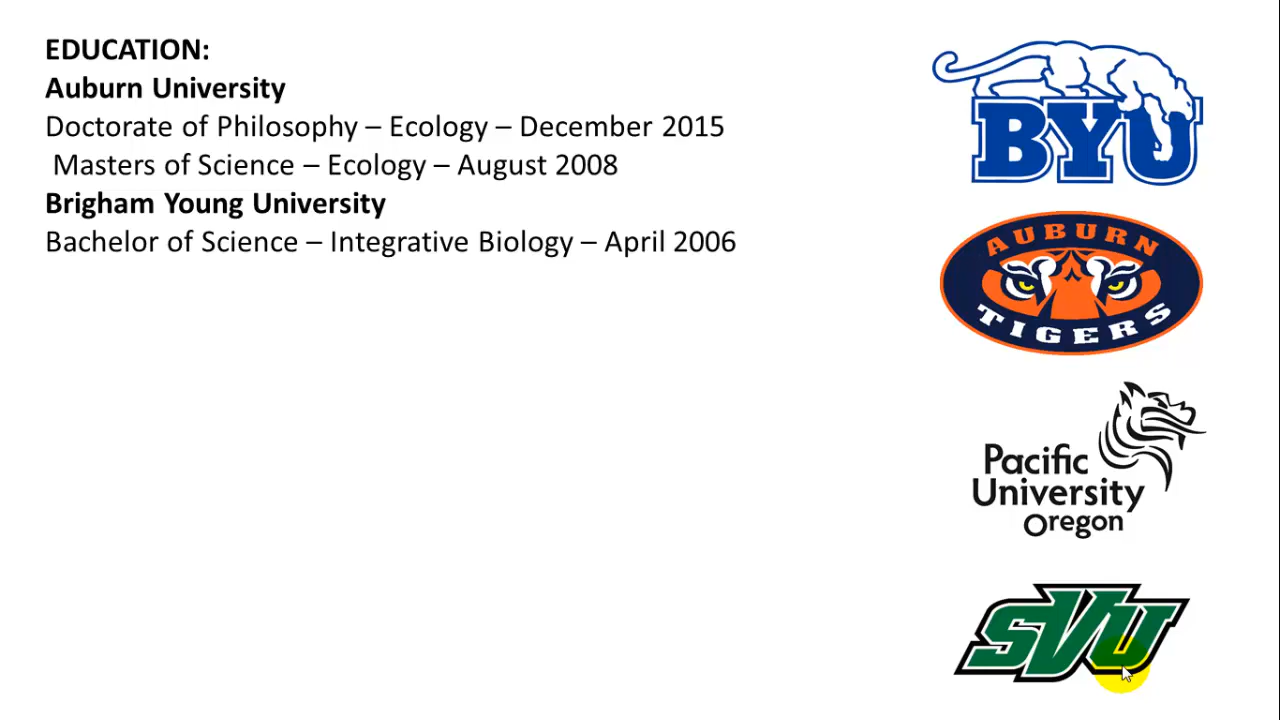 EDUCATION:
Auburn University
Doctorate of Philosophy – Ecology – December 2015
Masters of Science – Ecology – August 2008
Brigham Young University
Bachelor of Science – Integrative Biology – April 2006
BYU
AUBURN
TIGERS
Pacific
University
Oregon
SVU